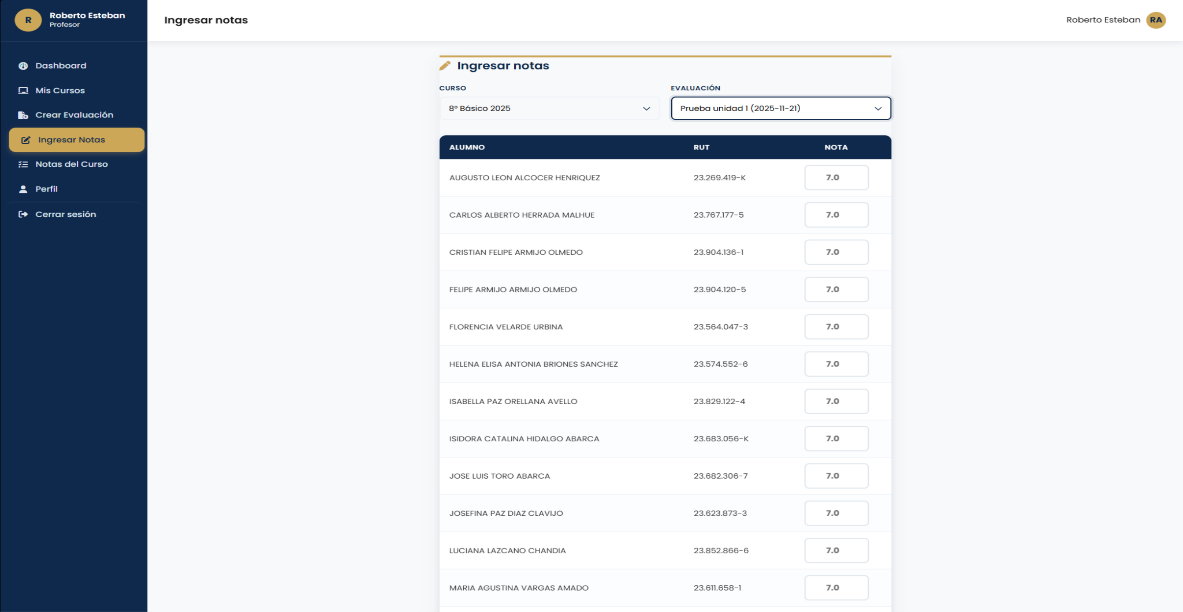 R
Roberto Esteban
Profesor
Ingresar notas
Roberto Esteban RA
Dashboard
Mis Cursos
Crear Evaluación
Ingresar Notas
Notas del Curso
Perfil
Cerrar sesión
Ingresar notas
CURSO EVALUACIÓN
8º Básico 2025 Prueba unidad 1 (2025-11-21)
ALUMNO RUT NOTA
AUGUSTO LEON ALCOCER HENRIQUEZ 23.269.419-K 7.0
CARLOS ALBERTO HERRADA MALHUE 23.767.177-5 7.0
CRISTIAN FELIPE ARMIJO OLMEDO 23.904.136-1 7.0
FELIPE ARMIJO ARMIJO OLMEDO 23.904.120-5 7.0
FLORENCIA VELARDE URBINA 23.564.047-3 7.0
HELENA ELISA ANTONIA BRIONES SANCHEZ 23.574.552-6 7.0
ISABELLA PAZ ORELLANA AVELLO 23.829.122-4 7.0
ISIDORA CATALINA HIDALGO ABARCA 23.683.056-K 7.0
JOSE LUIS TORO ABARCA 23.682.306-7 7.0
JOSEFINA PAZ DIAZ CLAVIJO 23.623.873-3 7.0
LUCIANA LAZCANO CHANDIA 23.852.866-6 7.0
MARIA AGUSTINA VARGAS AMADO 23.611.658-1 7.0